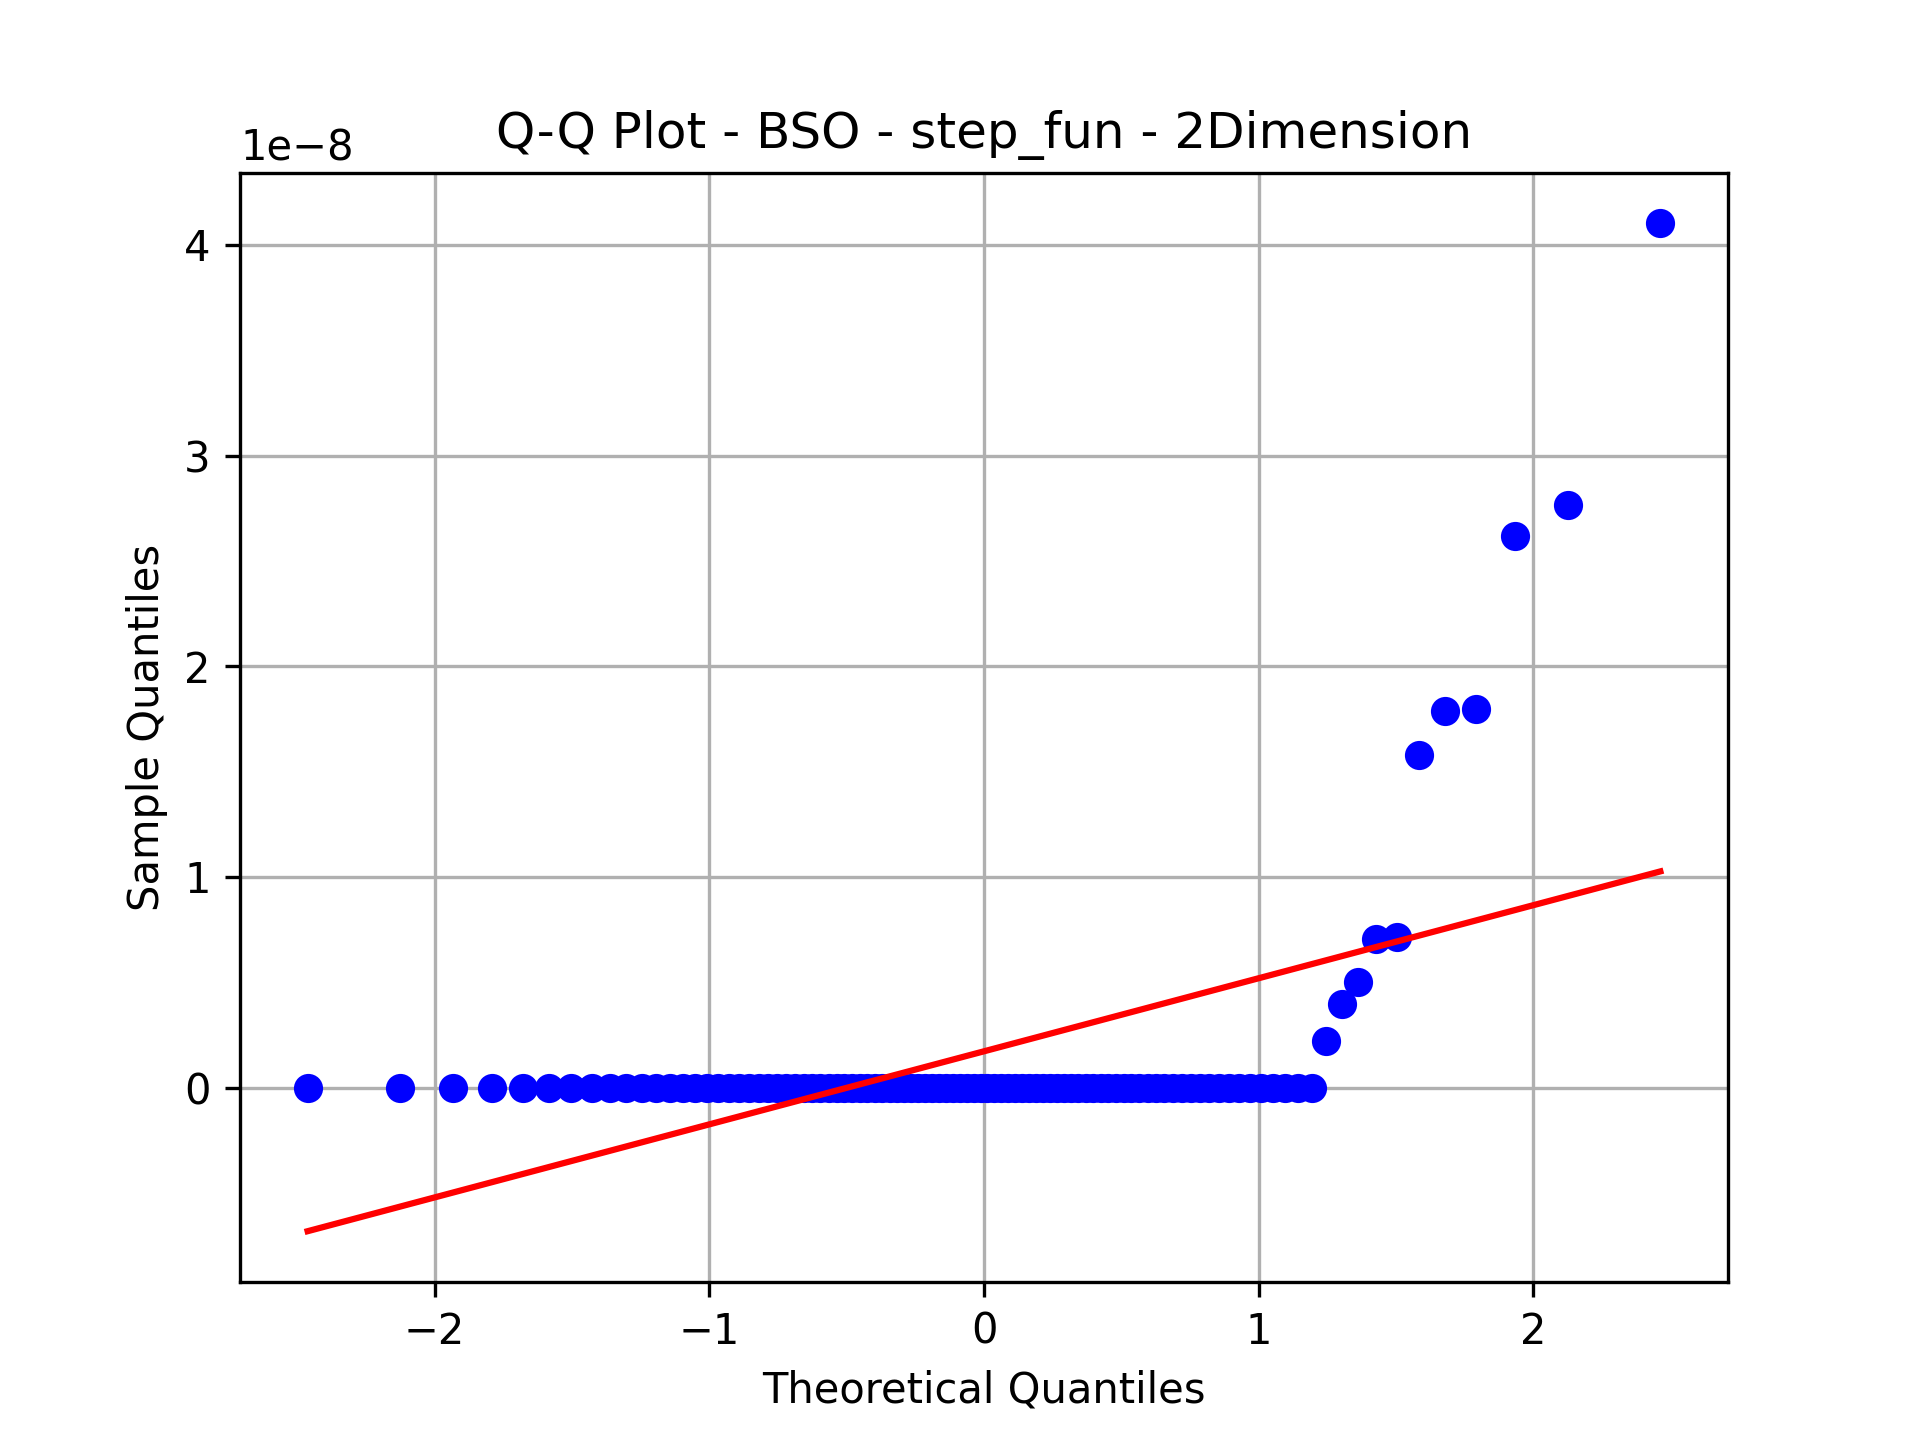 Q-Q Plot - BSO - step_fun - 2Dimension
1e−8
4
3
2
1
0
Sample Quantiles
−2
−1
0
1
2
Theoretical Quantiles